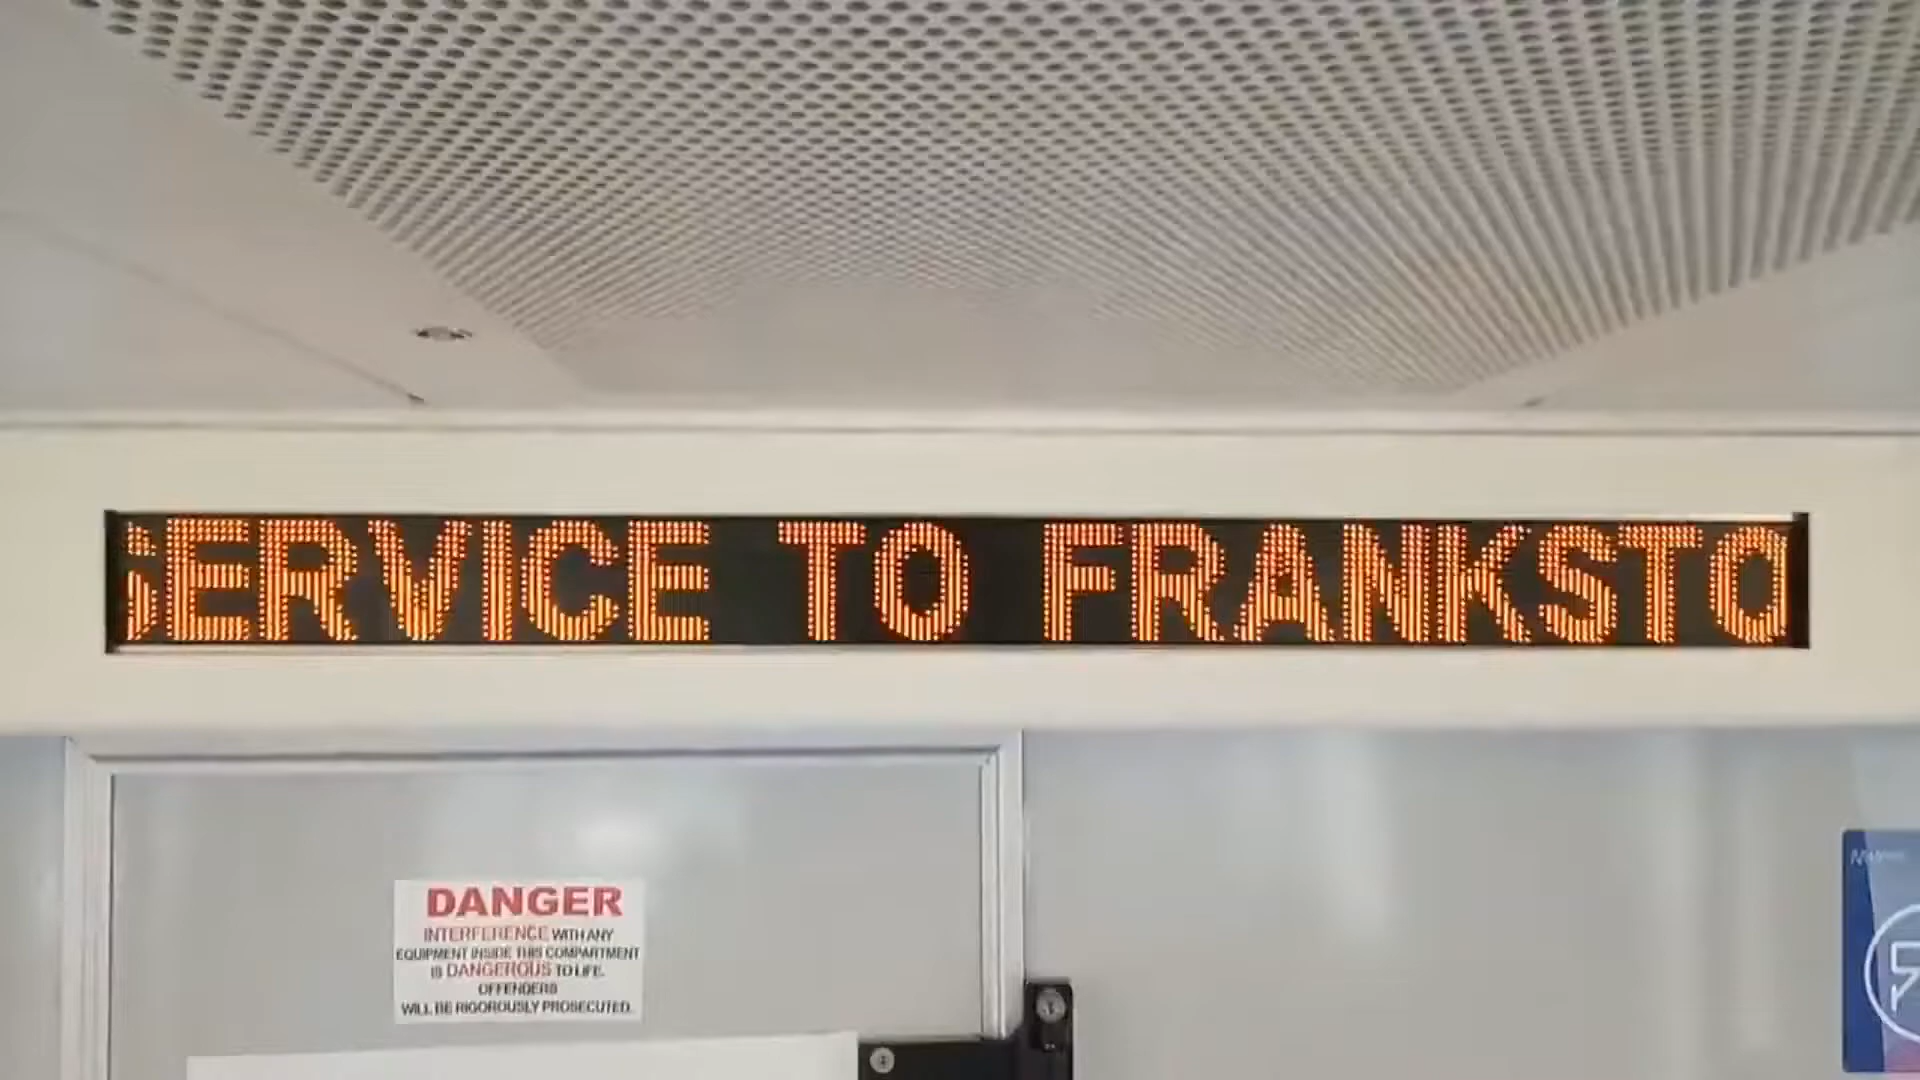 SERVICE TO FRANKSTO
DANGER
INTERFERENCE WITH ANY
EQUIPMENT INSIDE THIS COMPARTMENT
IS DANGEROUS TO LIFE.
OFFENDERS
WILL BE RIGOROUSLY PROSECUTED.